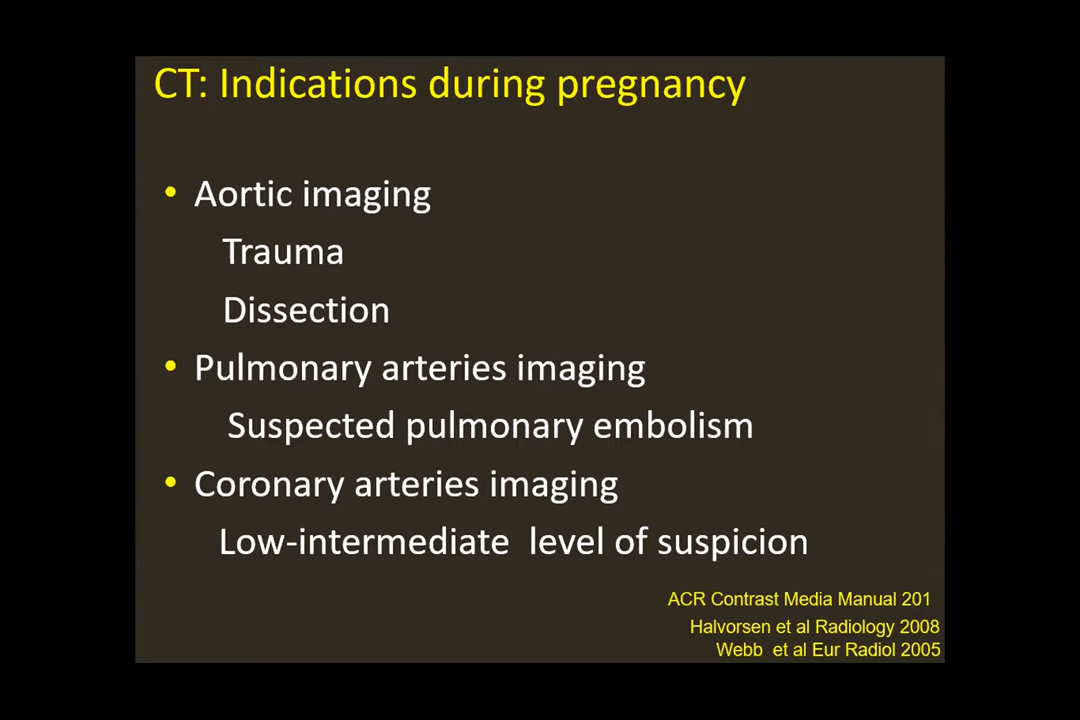 CT: Indications during pregnancy
• Aortic imaging
Trauma
Dissection
• Pulmonary arteries imaging
Suspected pulmonary embolism
• Coronary arteries imaging
Low-intermediate level of suspicion
ACR Contrast Media Manual 201
Halvorsen et al Radiology 2008
Webb et al Eur Radiol 2005